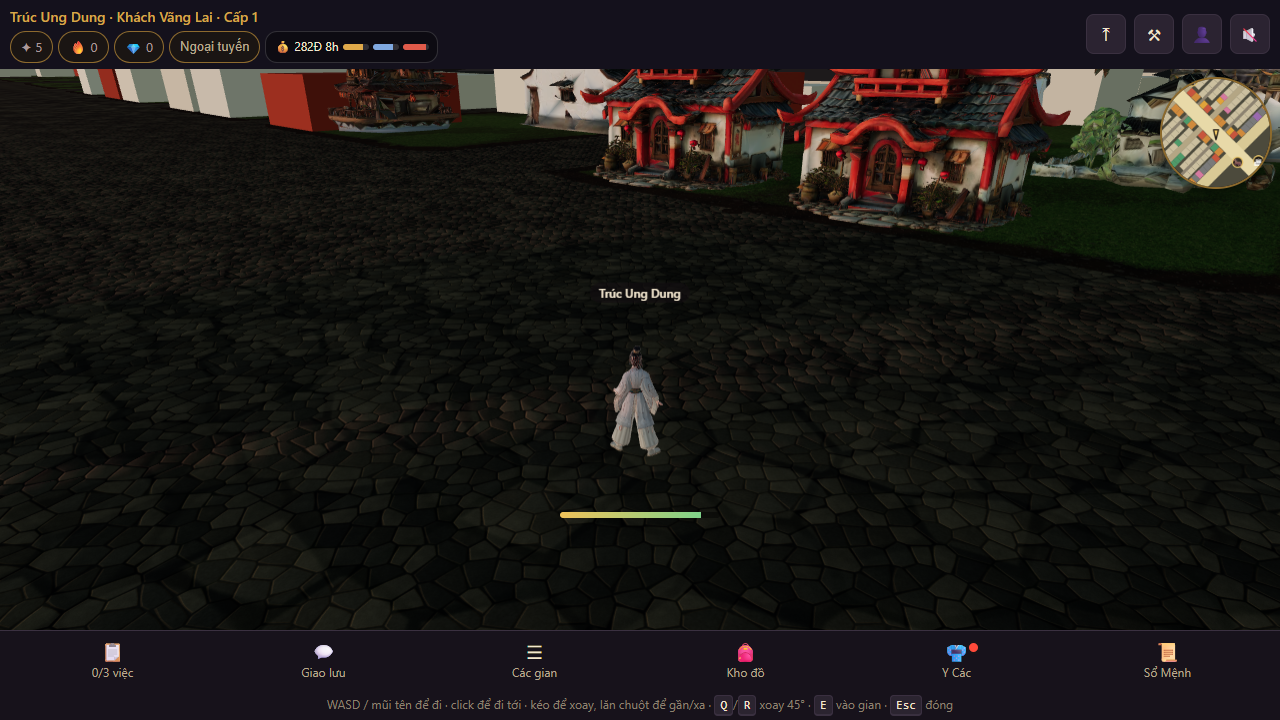 Trúc Ung Dung · Khách Vãng Lai · Cấp 1
5
0
0
Ngoại tuyến
282Đ 8h
Trúc Ung Dung
0/3 việc
Giao lưu
Các gian
Kho đồ
Y Các
Sổ Mệnh
WASD / mũi tên để đi · click để đi tới · kéo để xoay, lăn chuột để gần/xa · Q / R xoay 45° · E vào gian · Esc đóng